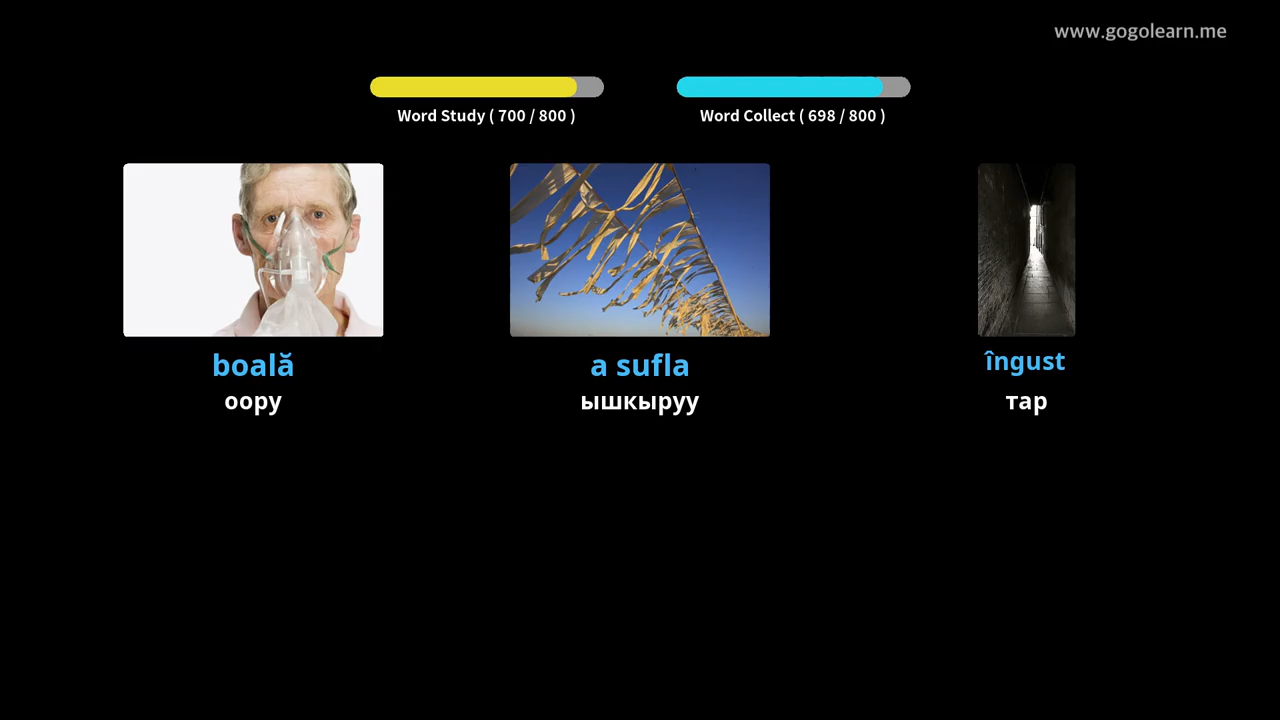 www.gogolearn.me
Word Study ( 700 / 800 )
Word Collect ( 698 / 800 )
boală
a sufla
îngust
оору
ышкыруу
тар